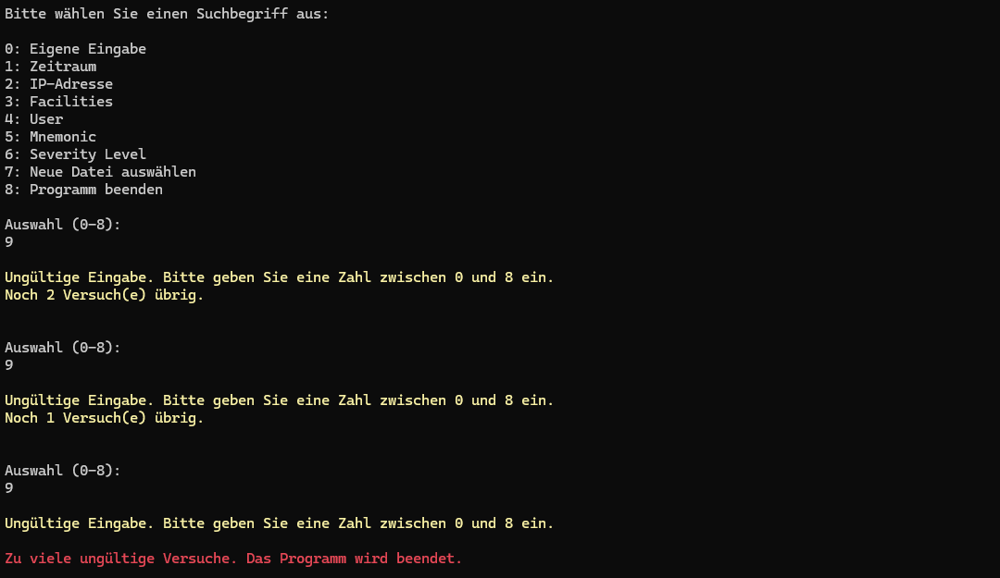 Bitte wählen Sie einen Suchbegriff aus:
0: Eigene Eingabe
1: Zeitraum
2: IP-Adresse
3: Facilities
4: User
5: Mnemonic
6: Severity Level
7: Neue Datei auswählen
8: Programm beenden
Auswahl (0-8):
9
Ungültige Eingabe. Bitte geben Sie eine Zahl zwischen 0 und 8 ein.
Noch 2 Versuch(e) übrig.
Auswahl (0-8):
9
Ungültige Eingabe. Bitte geben Sie eine Zahl zwischen 0 und 8 ein.
Noch 1 Versuch(e) übrig.
Auswahl (0-8):
9
Ungültige Eingabe. Bitte geben Sie eine Zahl zwischen 0 und 8 ein.
Zu viele ungültige Versuche. Das Programm wird beendet.